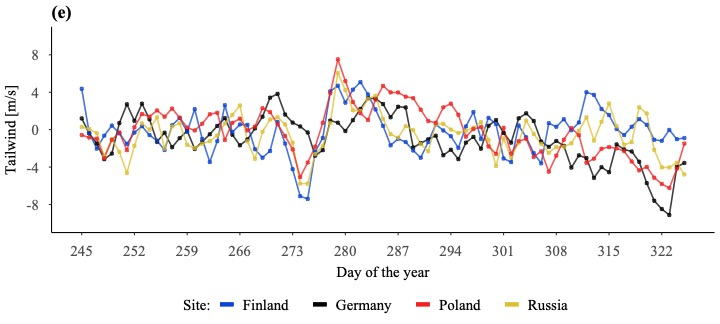 (e)
Tailwind [m/s]
8
4
0
-4
-8
245 252 259 266 273 280 287 294 301 308 315 322
Day of the year
Site: Finland Germany Poland Russia